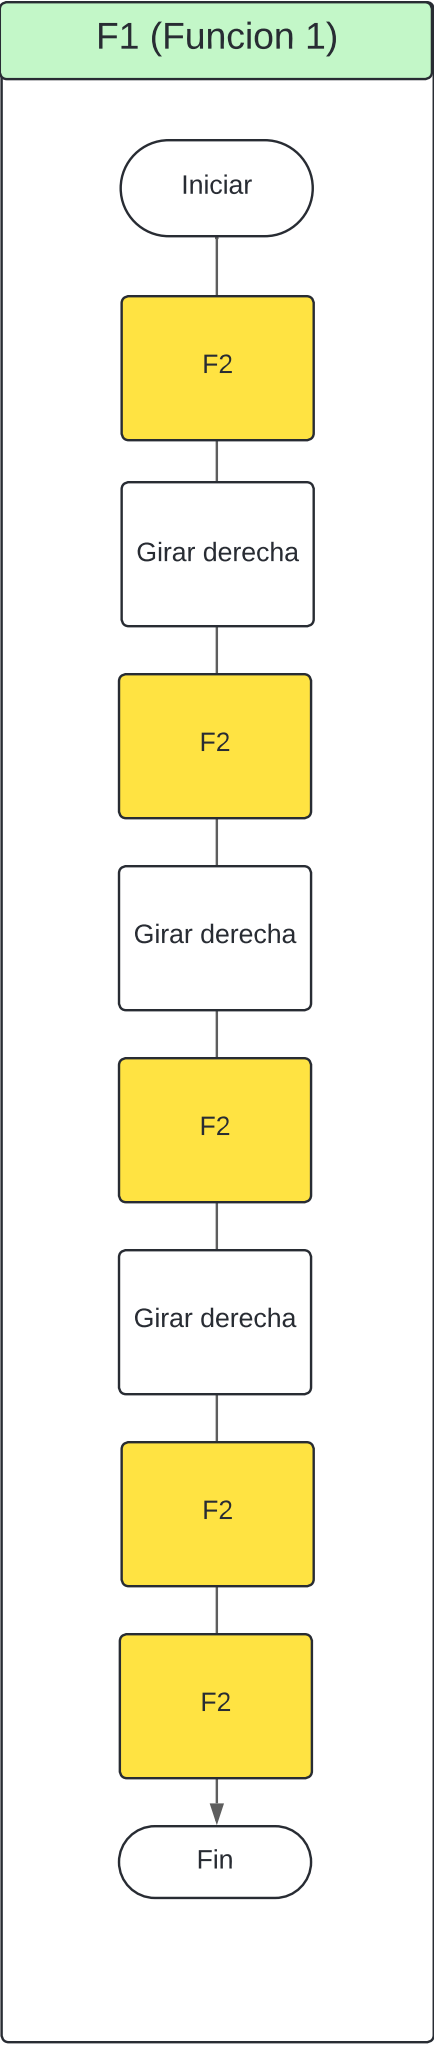 F1 (Funcion 1)
Iniciar
F2
Girar derecha
F2
Girar derecha
F2
Girar derecha
F2
F2
Fin